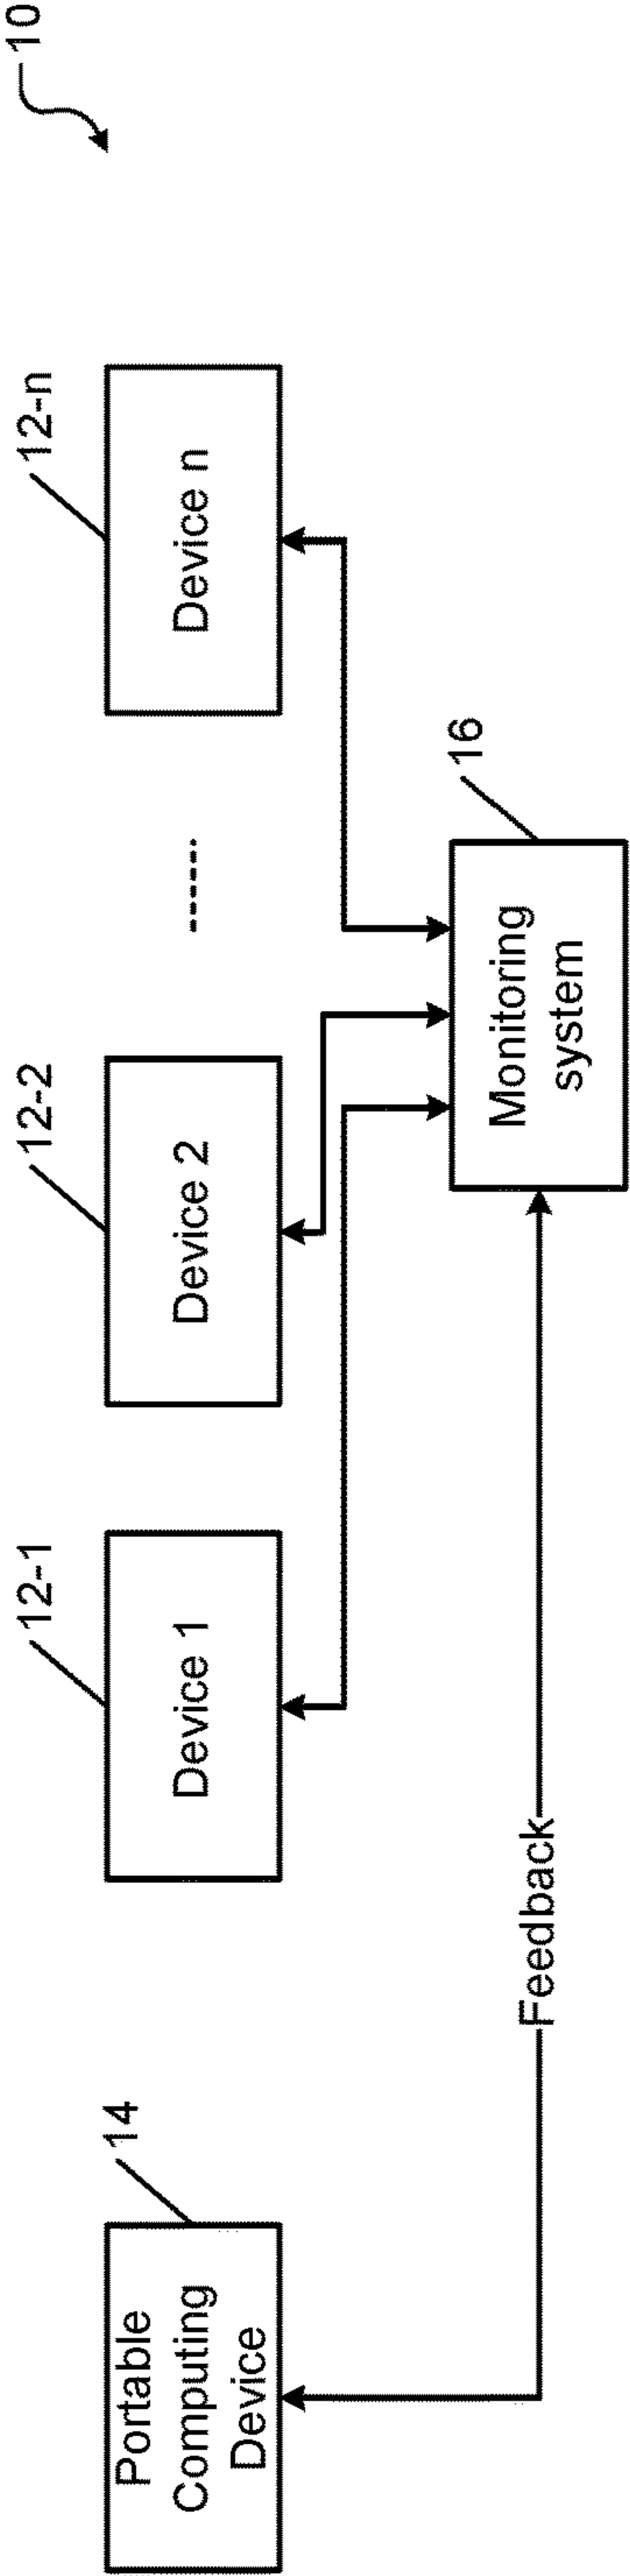 10
12-1
12-2
12-n
Device 1
Device 2
Device n
14
Portable
Computing
Device
16
Monitoring
system
Feedback